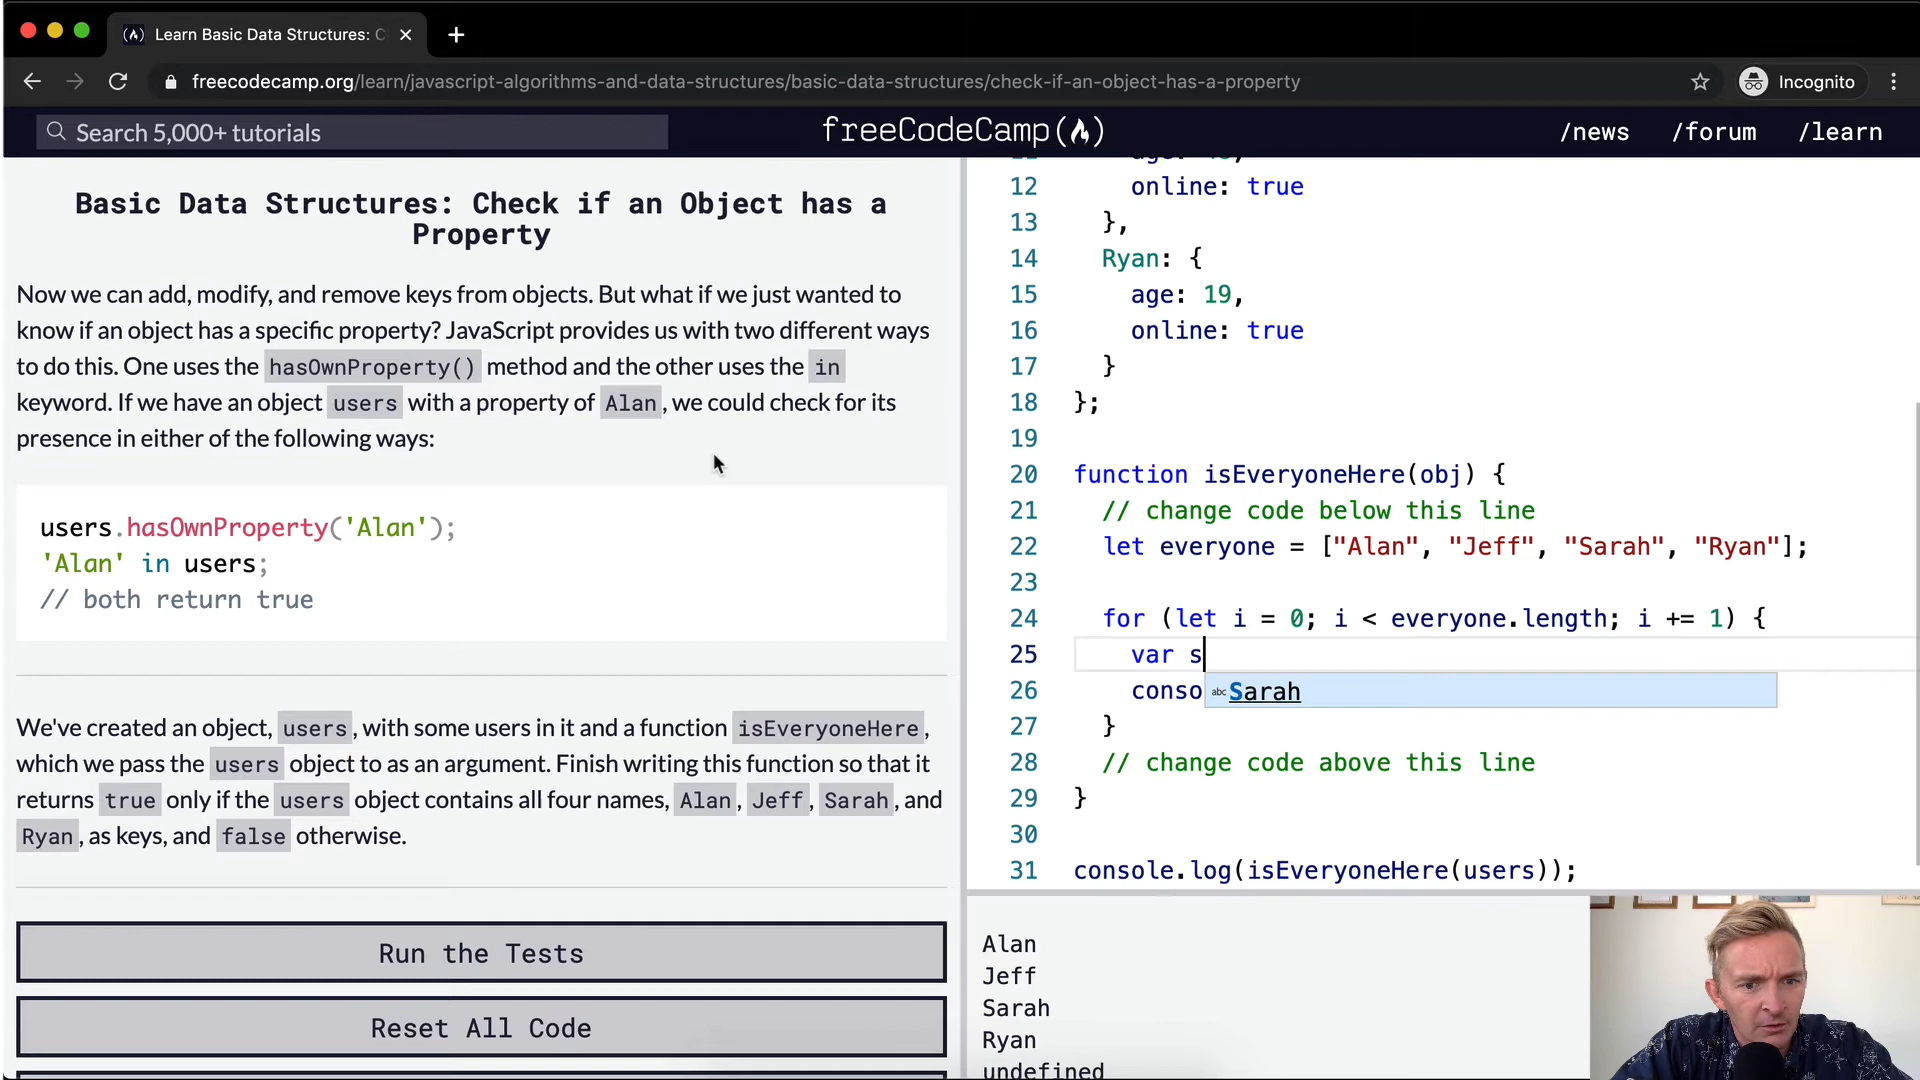 Learn Basic Data Structures: C
freecodecamp.org/learn/javascript-algorithms-and-data-structures/basic-data-structures/check-if-an-object-has-a-property
Incognito
Search 5,000+ tutorials
freeCodeCamp(🔥)
/news /forum /learn
Basic Data Structures: Check if an Object has a
Property
Now we can add, modify, and remove keys from objects. But what if we just wanted to
know if an object has a specific property? JavaScript provides us with two different ways
to do this. One uses the hasOwnProperty() method and the other uses the in
keyword. If we have an object users with a property of Alan, we could check for its
presence in either of the following ways:
users.hasOwnProperty('Alan');
'Alan' in users;
// both return true
We've created an object, users, with some users in it and a function isEveryoneHere,
which we pass the users object to as an argument. Finish writing this function so that it
returns true only if the users object contains all four names, Alan, Jeff, Sarah, and
Ryan, as keys, and false otherwise.
Run the Tests
Reset All Code
12 online: true
13 },
14 Ryan: {
15 age: 19,
16 online: true
17 }
18 };
19
20 function isEveryoneHere(obj) {
21 // change code below this line
22 let everyone = ["Alan", "Jeff", "Sarah", "Ryan"];
23
24 for (let i = 0; i < everyone.length; i += 1) {
25 var s
26 conso
abc Sarah
27 }
28 // change code above this line
29 }
30
31 console.log(isEveryoneHere(users));
Alan
Jeff
Sarah
Ryan
undefined